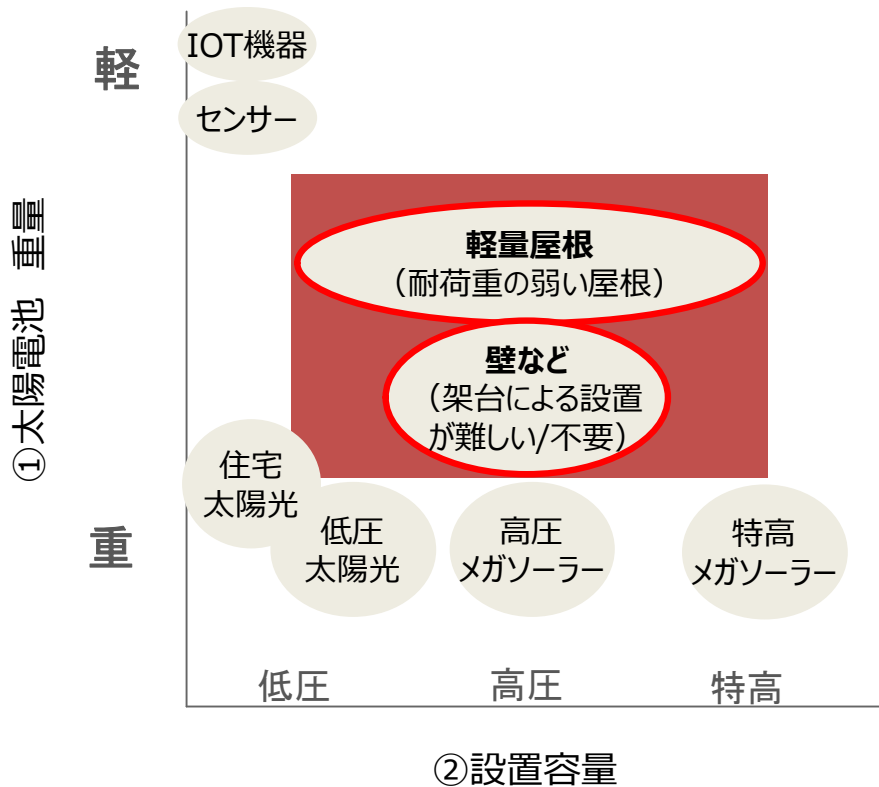 IOT機器
軽
センサー
①太陽電池 重量
軽量屋根
（耐荷重の弱い屋根）
壁など
（架台による設置
が難しい/不要）
住宅
太陽光
重
低圧
太陽光
高圧
メガソーラー
特高
メガソーラー
低圧
高圧
特高
②設置容量